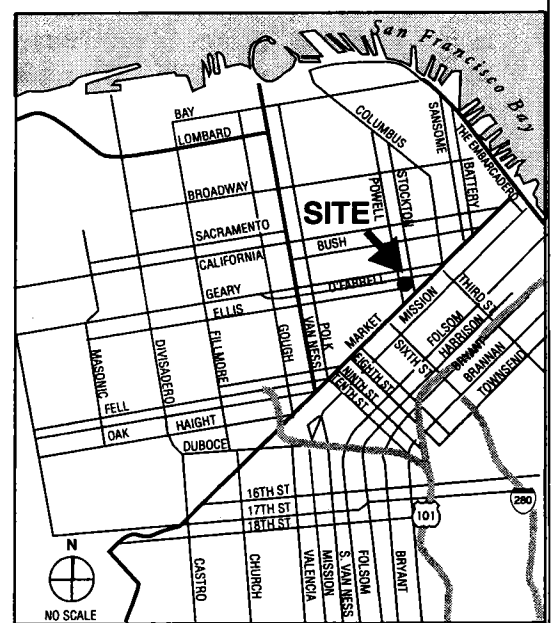 San Francisco Bay
BAY
LOMBARD
COLUMBUS
SANSOME
THE EMBARCADERO
BATTERY
BROADWAY
POWELL
STOCKTON
SITE
SACRAMENTO
CALIFORNIA
BUSH
GEARY
ELLIS
O'FARRELL
MARKET
MISSION
THIRD ST
MASONIC
DIVISADERO
FILLMORE
GOUGH
VAN NESS
POLK
EIGHTH ST
NINTH ST
TENTH ST
SIXTH ST
FOLSOM
HARRISON
BRYANT
BRANNAN
TOWNSEND
FELL
OAK
HAIGHT
DUBOCE
16TH ST
17TH ST
18TH ST
101
280
N
NO SCALE
CASTRO
CHURCH
VALENCIA
MISSION
S. VAN NESS
FOLSOM
BRYANT